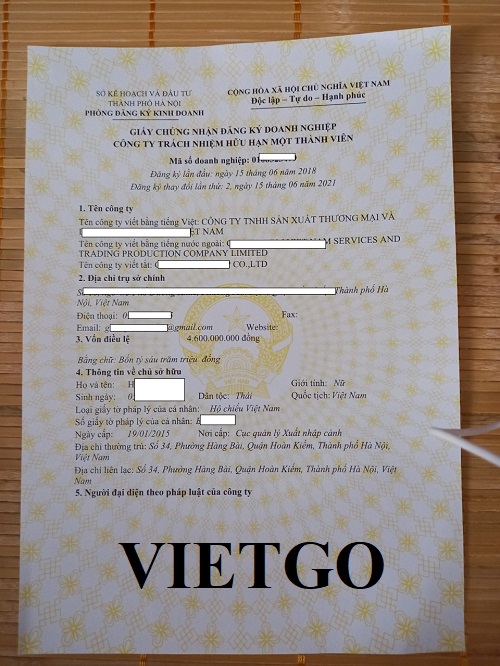 SỞ KẾ HOẠCH VÀ ĐẦU TƯ
THÀNH PHỐ HÀ NỘI
PHÒNG ĐĂNG KÝ KINH DOANH
CỘNG HÒA XÃ HỘI CHỦ NGHĨA VIỆT NAM
Độc lập – Tự do – Hạnh phúc
GIẤY CHỨNG NHẬN ĐĂNG KÝ DOANH NGHIỆP
CÔNG TY TRÁCH NHIỆM HỮU HẠN MỘT THÀNH VIÊN
Mã số doanh nghiệp:
Đăng ký lần đầu: ngày 15 tháng 06 năm 2018
Đăng ký thay đổi lần thứ: 2, ngày 15 tháng 06 năm 2021
1. Tên công ty
Tên công ty viết bằng tiếng Việt: CÔNG TY TNHH SẢN XUẤT THƯƠNG MẠI VÀ
NAM
Tên công ty viết bằng tiếng nước ngoài: SERVICES AND
TRADING PRODUCTION COMPANY LIMITED
Tên công ty viết tắt: CO.,LTD
2. Địa chỉ trụ sở chính
Thành phố Hà
Nội, Việt Nam
Điện thoại: Fax:
Email: @gmail.com Website:
3. Vốn điều lệ 4.600.000.000 đồng
Bằng chữ: Bốn tỷ sáu trăm triệu đồng
4. Thông tin về chủ sở hữu
Họ và tên: Giới tính: Nữ
Sinh ngày: Dân tộc: Thái Quốc tịch: Việt Nam
Loại giấy tờ pháp lý của cá nhân: Hộ chiếu Việt Nam
Số giấy tờ pháp lý của cá nhân:
Ngày cấp: 19/01/2015 Nơi cấp: Cục quản lý Xuất nhập cảnh
Địa chỉ thường trú: Số 34, Phường Hàng Bài, Quận Hoàn Kiếm, Thành phố Hà Nội,
Việt Nam
Địa chỉ liên lạc: Số 34, Phường Hàng Bài, Quận Hoàn Kiếm, Thành phố Hà Nội, Việt
Nam
5. Người đại diện theo pháp luật của công ty
VIETGO